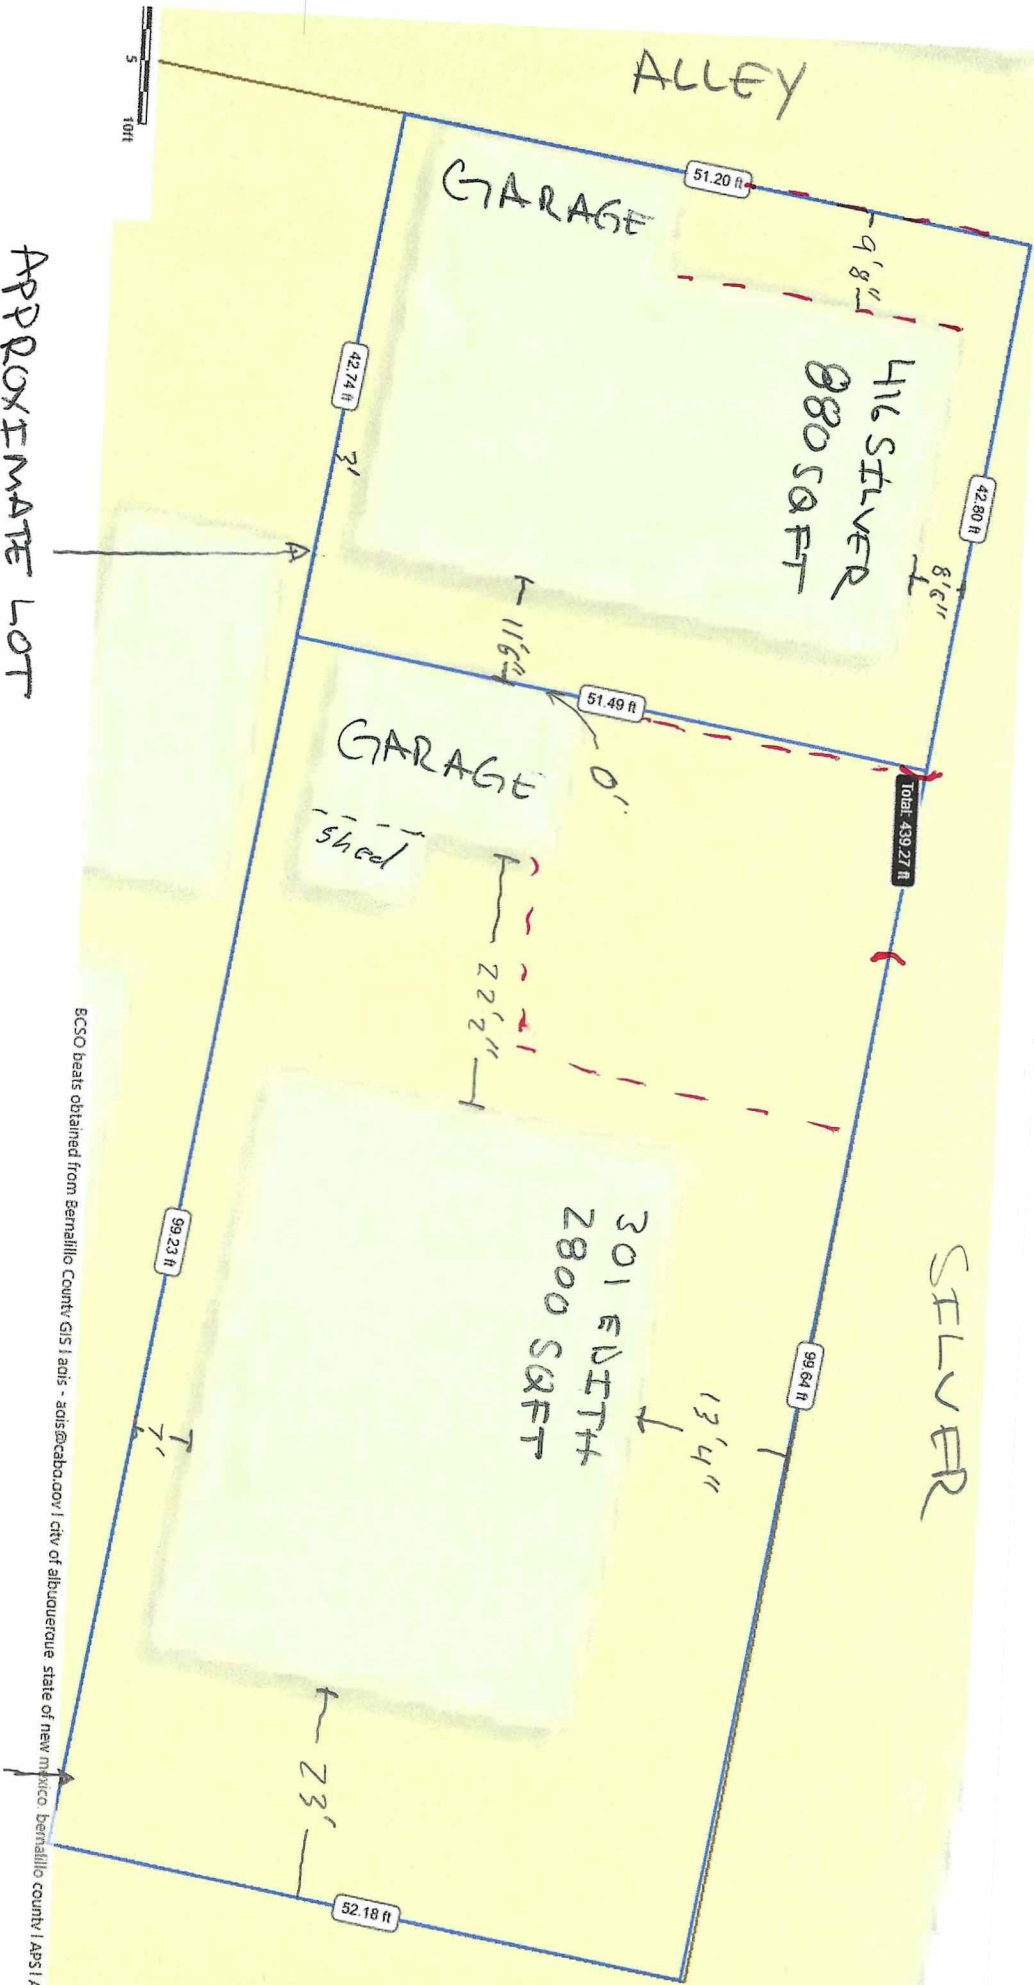 ALLEY
5
10ft
GARAGE
51.20 ft
9'8"
416 SILVER
880 SQ FT
42.80 ft
8'6"
42.74 ft
3'
APPROXIMATE LOT
11'6"
51.49 ft
0'
GARAGE
Shed
Total: 439.27 ft
22'2"
SILVER
301 EDITH
2800 SQFT
99.64 ft
13'4"
99.23 ft
7'
23'
52.18 ft
BCSO beats obtained from Bernalillo County GIS | agis - agis@cabq.gov | city of albuquerque state of new mexico. bernalillo county | APS |